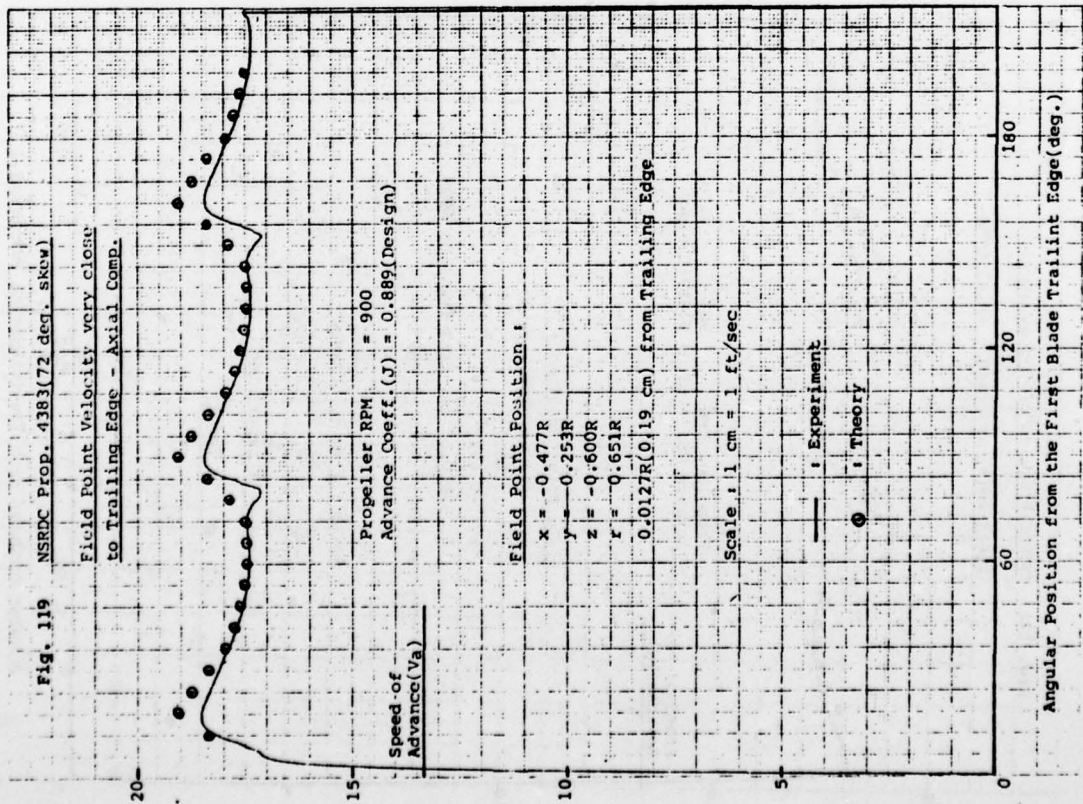 Fig. 119 NSRDC Prop. 4383(72 deg. skew)
Field Point Velocity very close
to Trailing Edge - Axial Comp.
Propeller RPM = 900
Advance Coeff.(J) = 0.889(Design)
Speed of
Advance(Va)
Field Point Position :
x = -0.477R
y = 0.253R
z = -0.600R
r = 0.651R
0.0127R(0.19 cm) from Trailing Edge
Scale : 1 cm = 1 ft/sec
: Experiment
: Theory
20
15
10
5
0
60
120
180
Angular Position from the First Blade Trailint Edge(deg.)